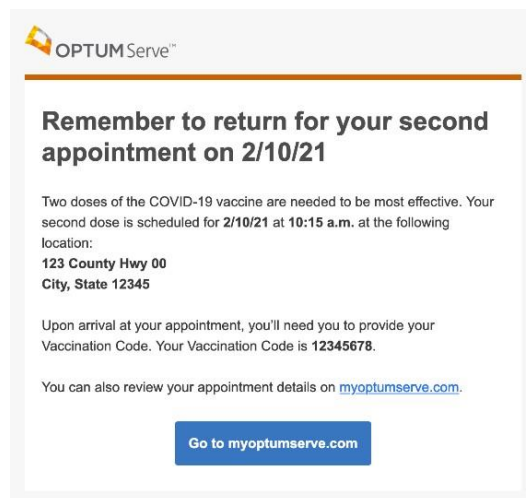 OPTUM Serve™
Remember to return for your second
appointment on 2/10/21
Two doses of the COVID-19 vaccine are needed to be most effective. Your
second dose is scheduled for 2/10/21 at 10:15 a.m. at the following
location:
123 County Hwy 00
City, State 12345
Upon arrival at your appointment, you'll need you to provide your
Vaccination Code. Your Vaccination Code is 12345678.
You can also review your appointment details on myoptumserve.com.
Go to myoptumserve.com